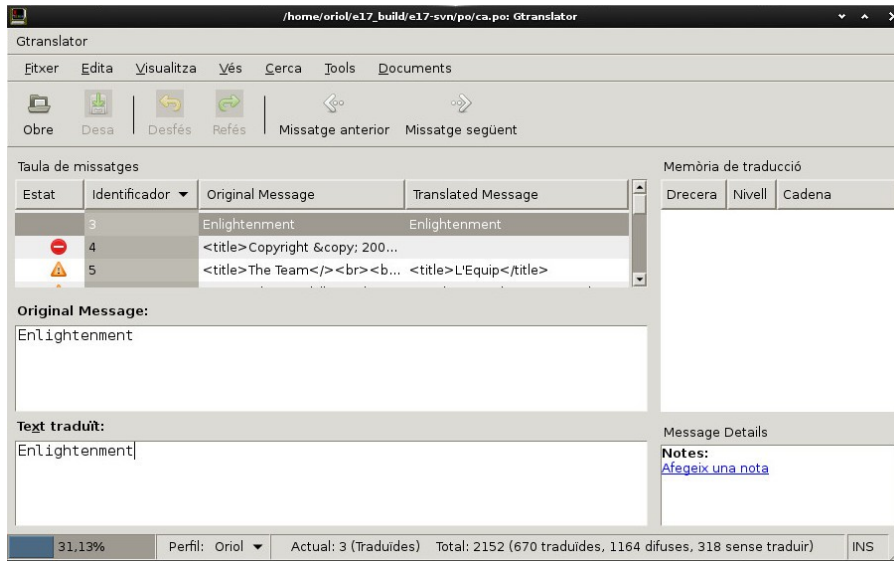 /home/oriol/e17_build/e17-svn/po/ca.po: Gtranslator
Gtranslator
Fitxer Edita Visualitza Vés Cerca Tools Documents
Obre Desa Desfés Refés Missatge anterior Missatge següent
Taula de missatges
Estat Identificador Original Message Translated Message
3 Enlightenment Enlightenment
4 <title>Copyright &copy; 200...
5 <title>The Team</><br><b... <title>L'Equip</title>
Original Message:
Enlightenment
Text traduït:
Enlightenment
Memòria de traducció
Drecera Nivell Cadena
Message Details
Notes:
Afegeix una nota
31,13% Perfil: Oriol Actual: 3 (Traduïdes) Total: 2152 (670 traduïdes, 1164 difuses, 318 sense traduir) INS